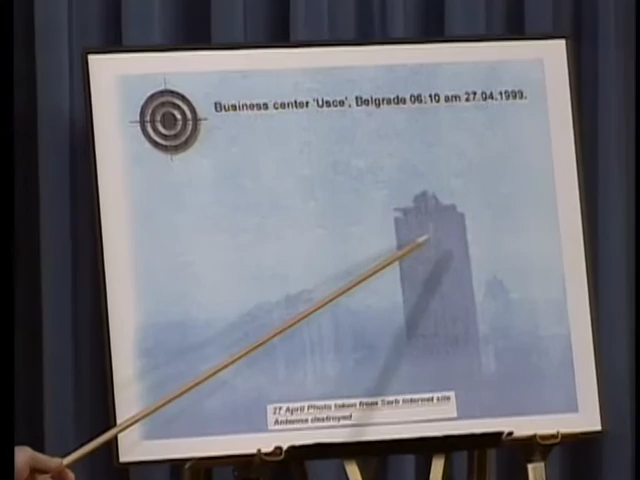 Business center 'Usce', Belgrade 06:10 am 27.04.1999.
27 April Photo taken from Serb Internet site
Antenna destroyed